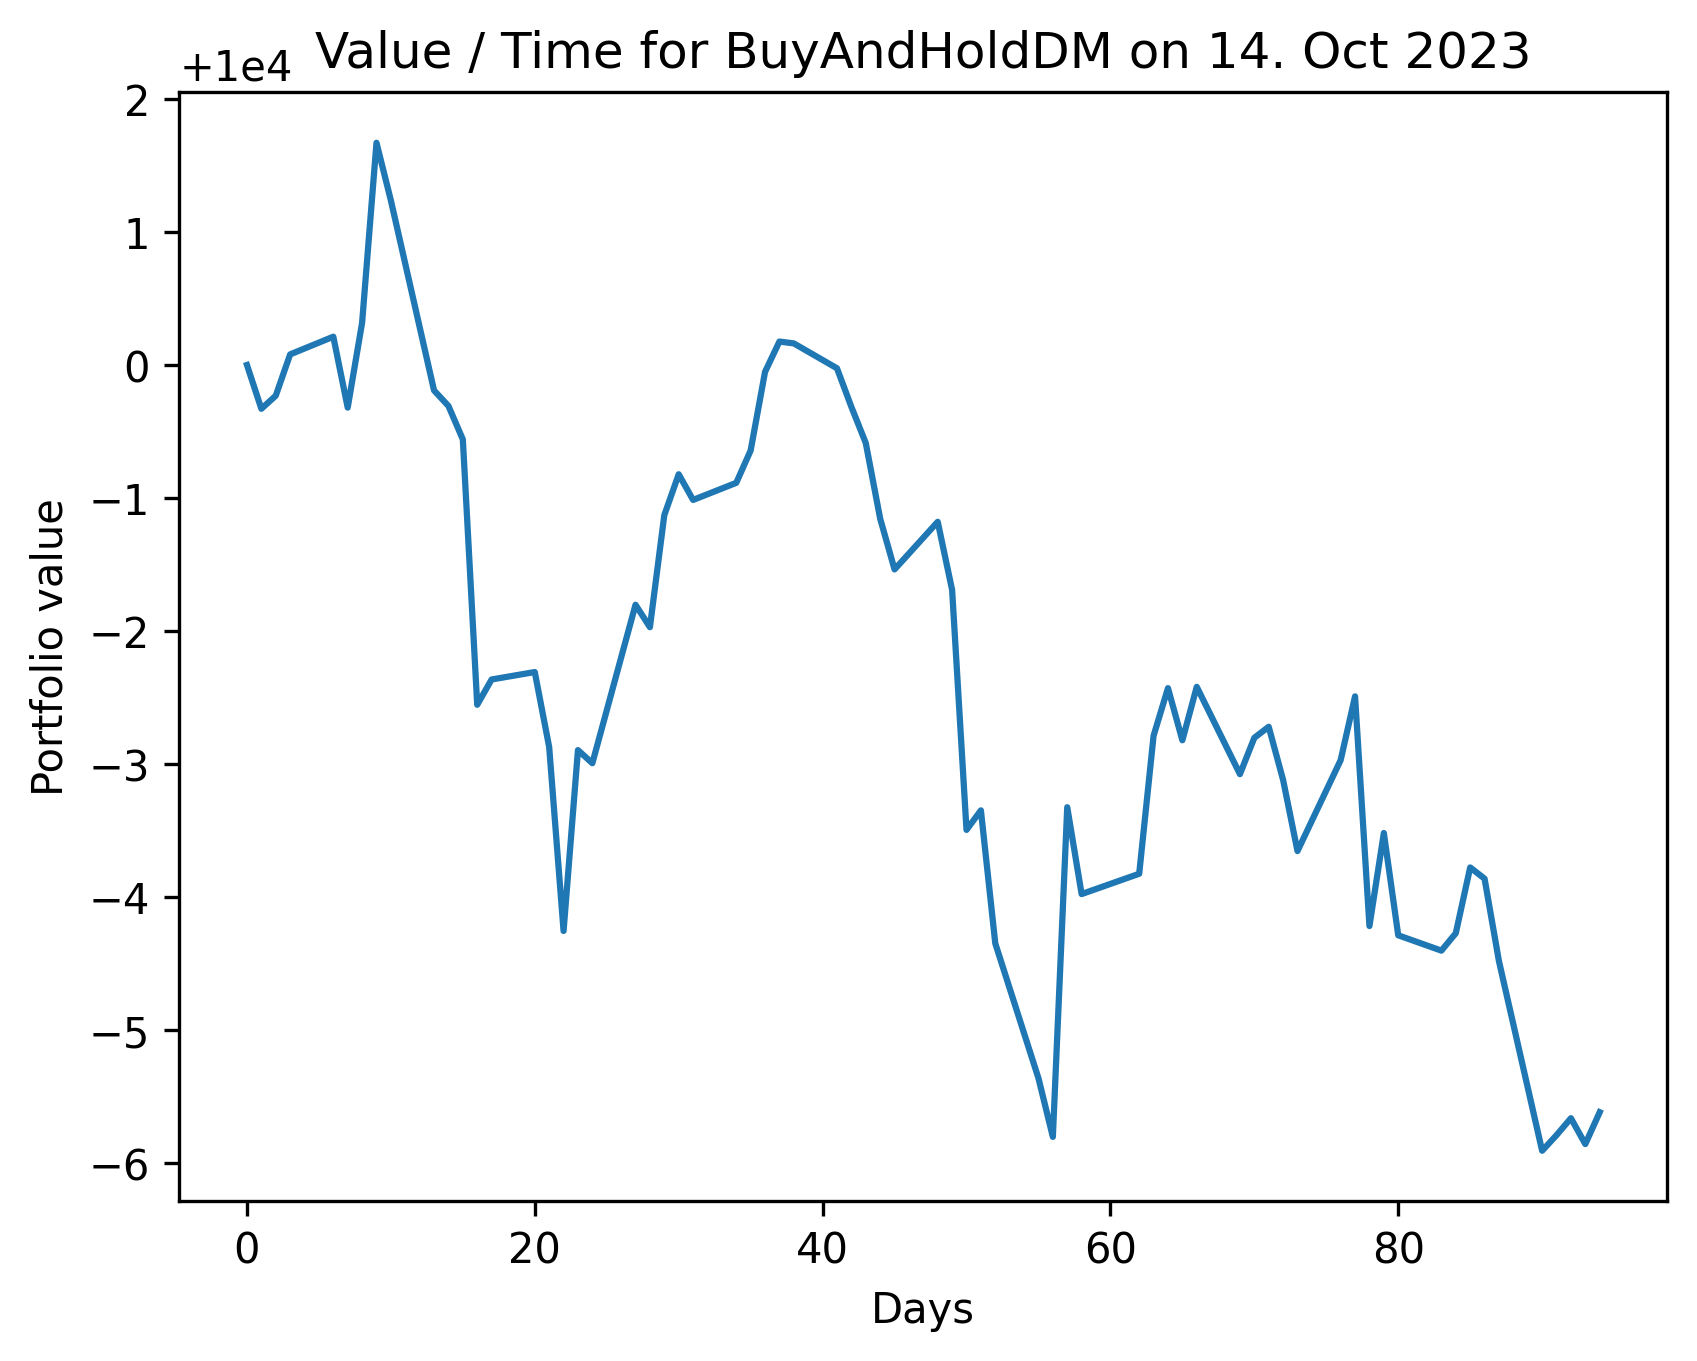 Value / Time for BuyAndHoldDM on 14. Oct 2023
+1e4
2
1
0
−1
−2
−3
−4
−5
−6
Portfolio value
0 20 40 60 80
Days